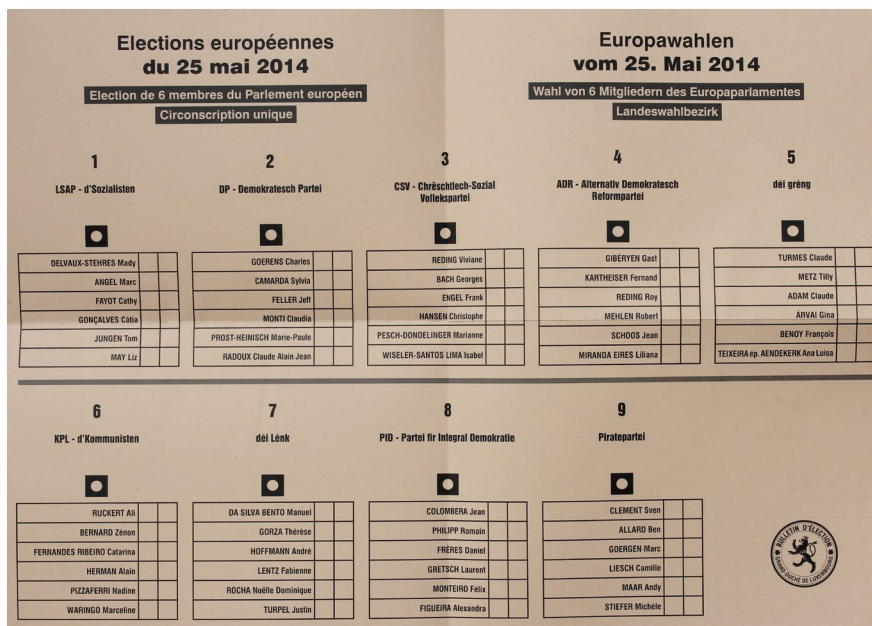 Elections européennes
du 25 mai 2014
Election de 6 membres du Parlement européen
Circonscription unique
Europawahlen
vom 25. Mai 2014
Wahl von 6 Mitgliedern des Europaparlamentes
Landeswahlbezirk
1
LSAP - d'Sozialisten
DELVAUX-STEHRES Mady
ANGEL Marc
FAYOT Cathy
GONÇALVES Cátia
JUNGEN Tom
MAY Liz
2
DP - Demokratesch Partei
GOERENS Charles
CAMARDA Sylvia
FELLER Jeff
MONTI Claudia
PROST-HEINISCH Marie-Paule
RADOUX Claude Alain Jean
3
CSV - Chrëschtlech-Sozial
Vollekspartei
REDING Viviane
BACH Georges
ENGEL Frank
HANSEN Christophe
PESCH-DONDELINGER Marianne
WISELER-SANTOS LIMA Isabel
4
ADR - Alternativ Demokratesch
Reformpartei
GIBÉRYEN Gast
KARTHEISER Fernand
REDING Roy
MEHLEN Robert
SCHOOS Jean
MIRANDA EIRES Liliana
5
déi gréng
TURMES Claude
METZ Tilly
ADAM Claude
ÁRVAI Gina
BENOY François
TEIXEIRA ép. AENDEKERK Ana Luisa
6
KPL - d'Kommunisten
RUCKERT Ali
BERNARD Zénon
FERNANDES RIBEIRO Catarina
HERMAN Alain
PIZZAFERRI Nadine
WARINGO Marceline
7
déi Lénk
DA SILVA BENTO Manuel
GORZA Thérèse
HOFFMANN André
LENTZ Fabienne
ROCHA Noëlle Dominique
TURPEL Justin
8
PID - Partei fir Integral Demokratie
COLOMBERA Jean
PHILIPP Romain
FRÈRES Daniel
GRETSCH Laurent
MONTEIRO Félix
FIGUEIRA Alexandra
9
Piratepartei
CLEMENT Sven
ALLARD Ben
GOERGEN Marc
LIESCH Camille
MAAR Andy
STIEFER Michèle
BULLETIN D'ÉLECTION
GRAND-DUCHÉ DE LUXEMBOURG